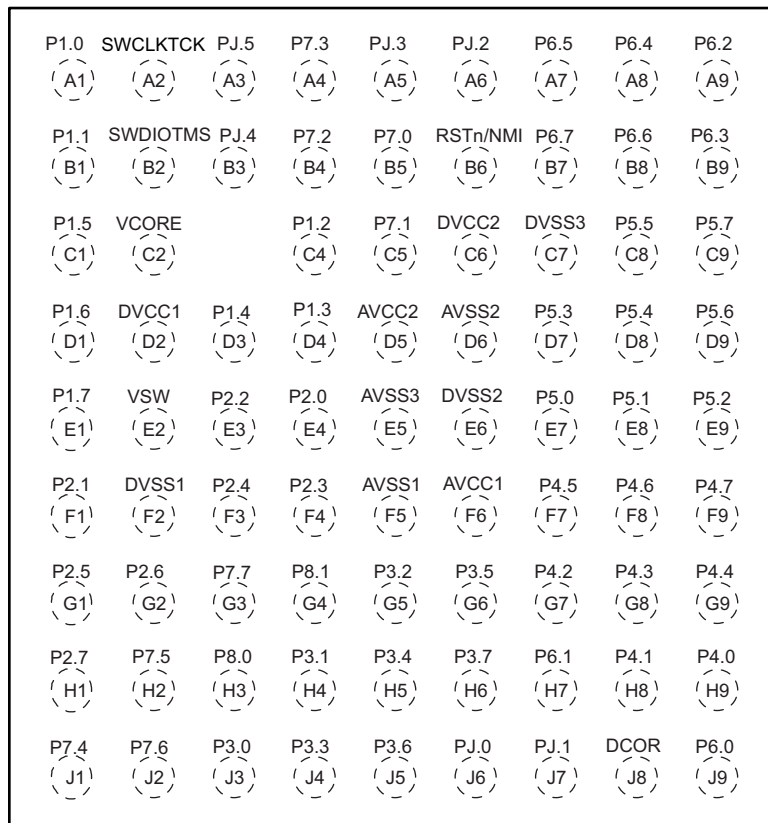 P1.0 SWCLKTCK PJ.5 P7.3 PJ.3 PJ.2 P6.5 P6.4 P6.2
A1 A2 A3 A4 A5 A6 A7 A8 A9
P1.1 SWDIOTMS PJ.4 P7.2 P7.0 RSTn/NMI P6.7 P6.6 P6.3
B1 B2 B3 B4 B5 B6 B7 B8 B9
P1.5 VCORE P1.2 P7.1 DVCC2 DVSS3 P5.5 P5.7
C1 C2 C4 C5 C6 C7 C8 C9
P1.6 DVCC1 P1.4 P1.3 AVCC2 AVSS2 P5.3 P5.4 P5.6
D1 D2 D3 D4 D5 D6 D7 D8 D9
P1.7 VSW P2.2 P2.0 AVSS3 DVSS2 P5.0 P5.1 P5.2
E1 E2 E3 E4 E5 E6 E7 E8 E9
P2.1 DVSS1 P2.4 P2.3 AVSS1 AVCC1 P4.5 P4.6 P4.7
F1 F2 F3 F4 F5 F6 F7 F8 F9
P2.5 P2.6 P7.7 P8.1 P3.2 P3.5 P4.2 P4.3 P4.4
G1 G2 G3 G4 G5 G6 G7 G8 G9
P2.7 P7.5 P8.0 P3.1 P3.4 P3.7 P6.1 P4.1 P4.0
H1 H2 H3 H4 H5 H6 H7 H8 H9
P7.4 P7.6 P3.0 P3.3 P3.6 PJ.0 PJ.1 DCOR P6.0
J1 J2 J3 J4 J5 J6 J7 J8 J9